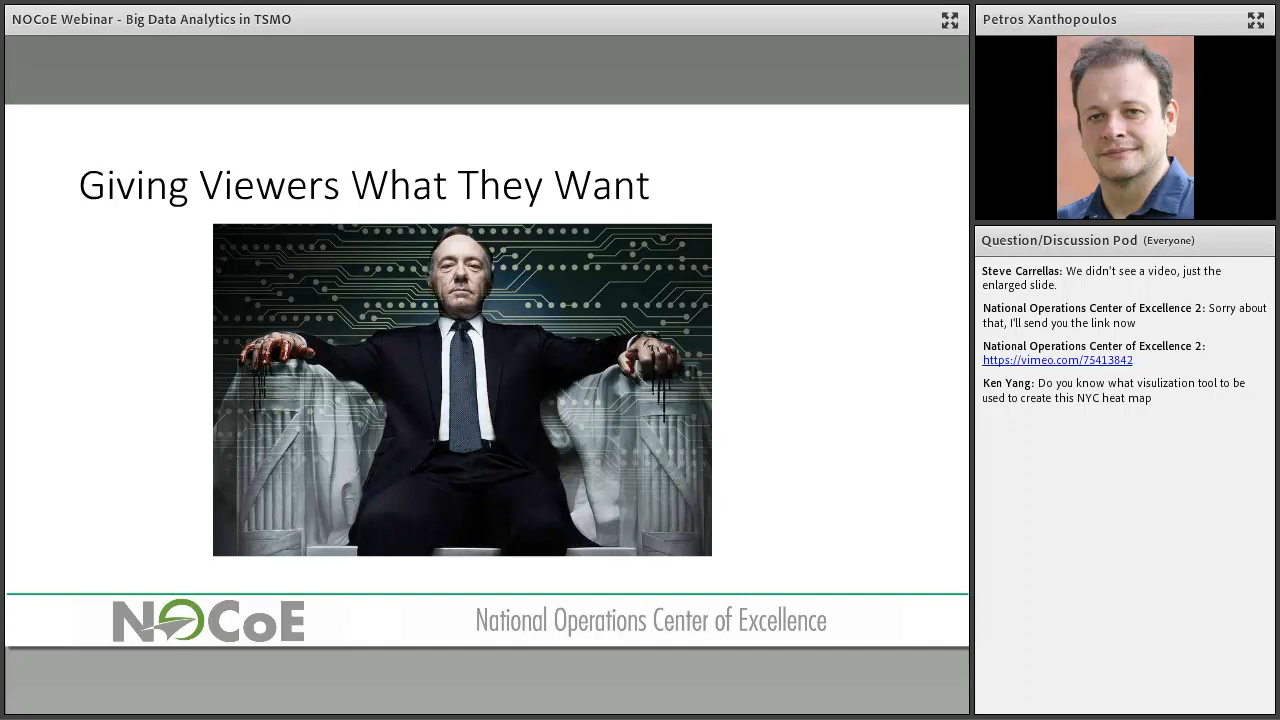 NOCoE Webinar - Big Data Analytics in TSMO
Giving Viewers What They Want
NOCoE
National Operations Center of Excellence
Petros Xanthopoulos
Question/Discussion Pod (Everyone)
Steve Carrellas: We didn't see a video, just the
enlarged slide.
National Operations Center of Excellence 2: Sorry about
that, I'll send you the link now
National Operations Center of Excellence 2:
https://vimeo.com/75413842
Ken Yang: Do you know what visulization tool to be
used to create this NYC heat map